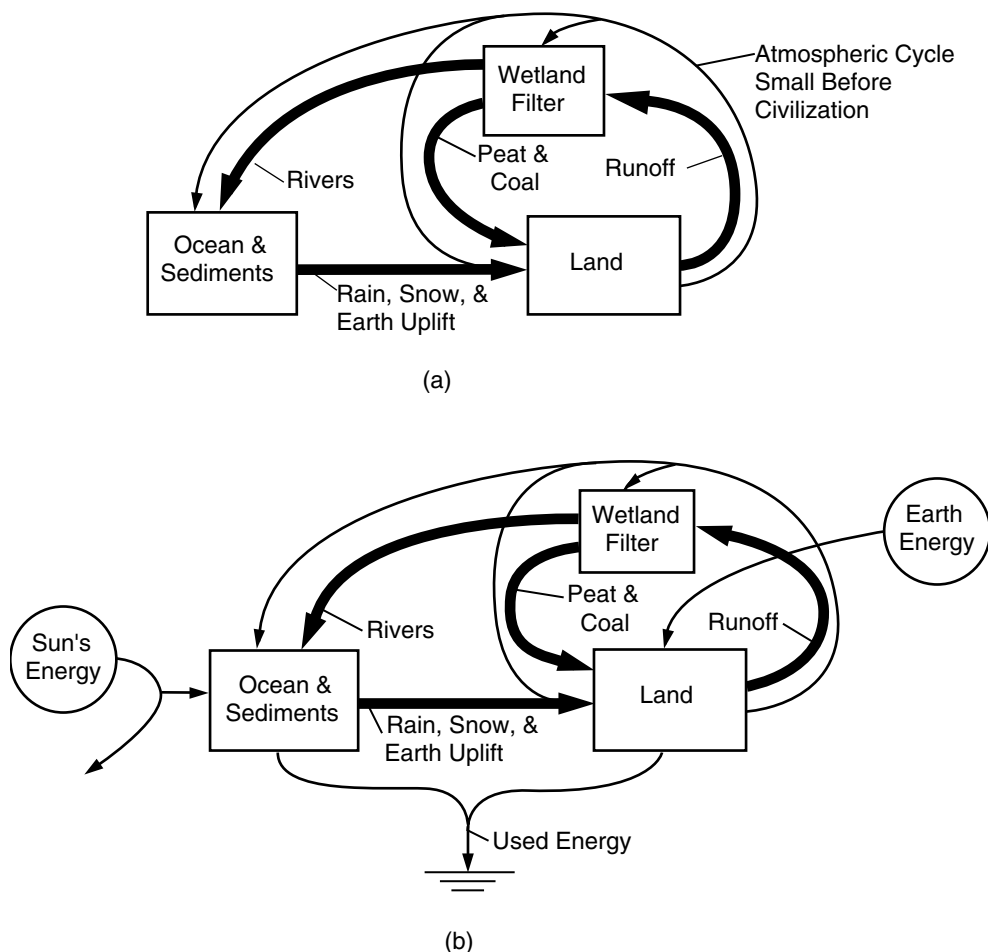 Atmospheric Cycle
Small Before
Civilization
Wetland
Filter
Peat &
Coal
Runoff
Rivers
Ocean &
Sediments
Land
Rain, Snow, &
Earth Uplift
(a)
Wetland
Filter
Earth
Energy
Peat &
Coal
Runoff
Rivers
Sun's
Energy
Ocean &
Sediments
Land
Rain, Snow, &
Earth Uplift
Used Energy
(b)